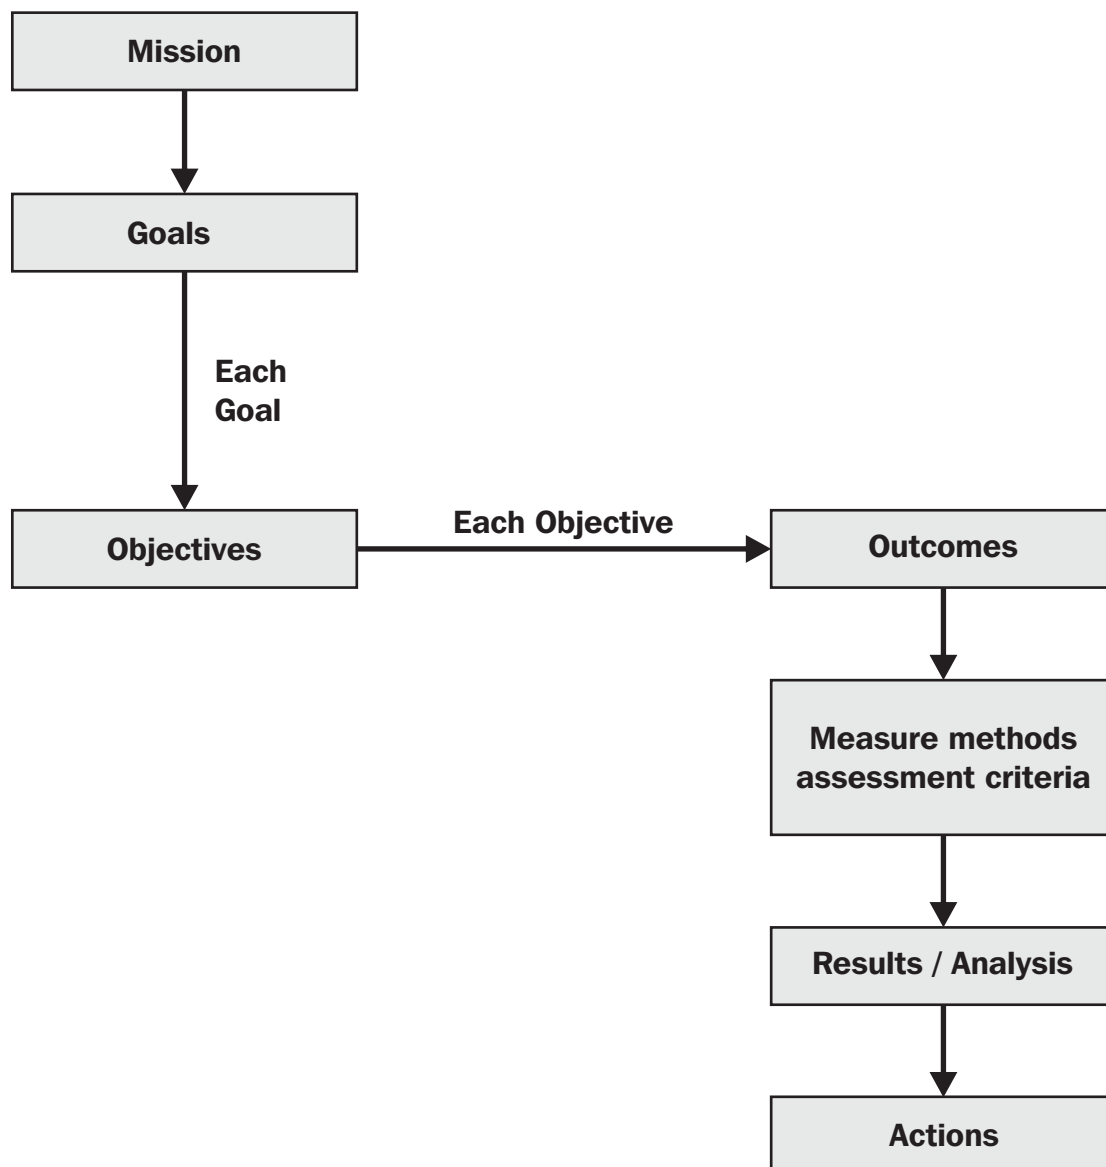 Mission
Goals
Each
Goal
Objectives
Each Objective
Outcomes
Measure methods
assessment criteria
Results / Analysis
Actions